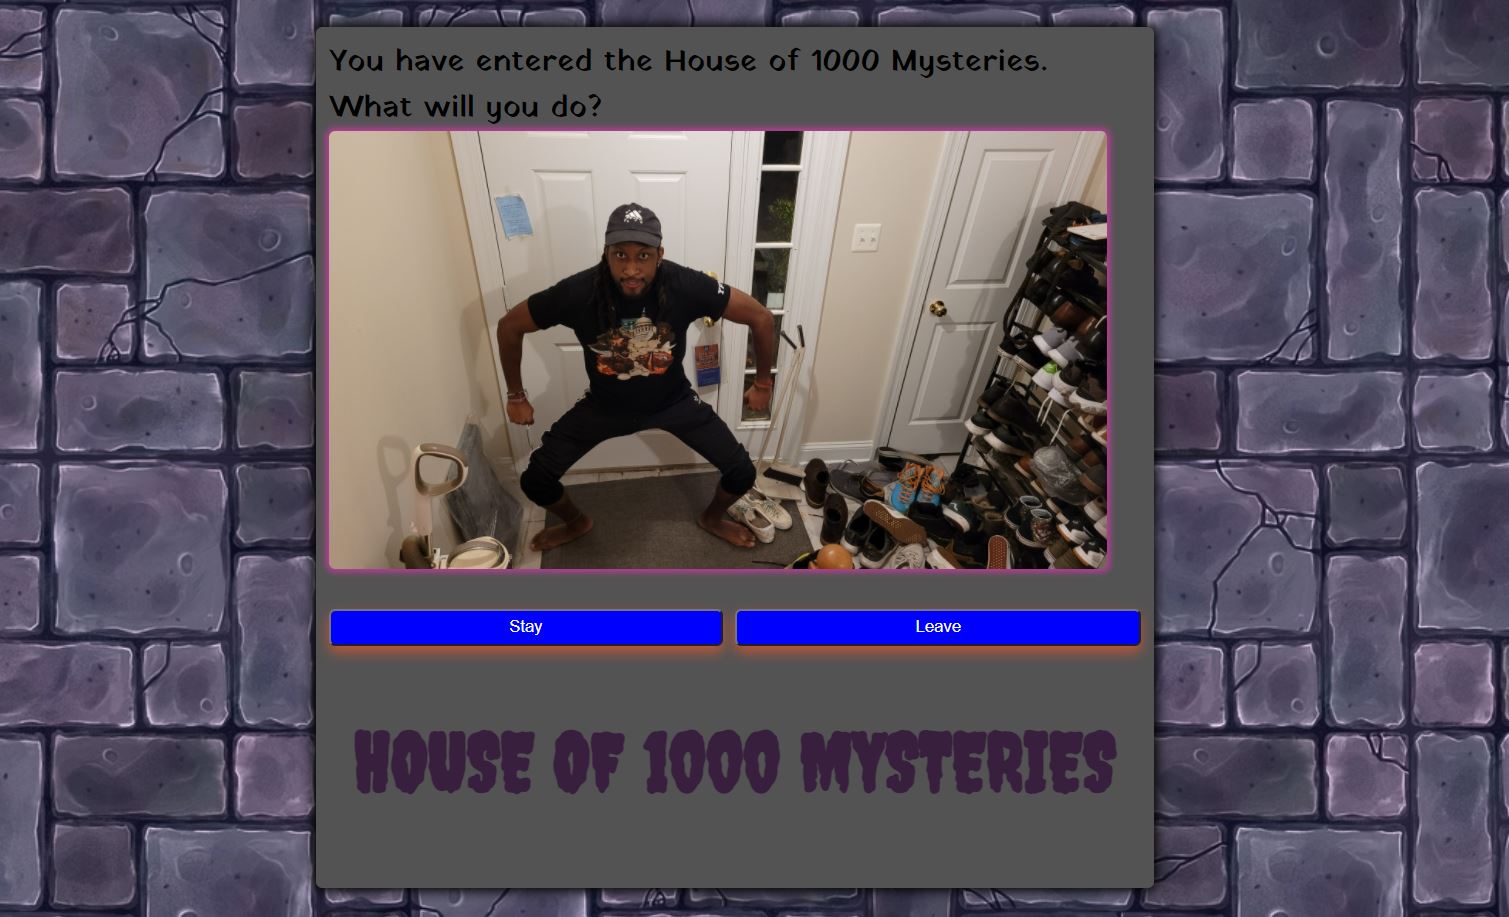 You have entered the House of 1000 Mysteries.
What will you do?
Stay
Leave
HOUSE OF 1000 MYSTERIES